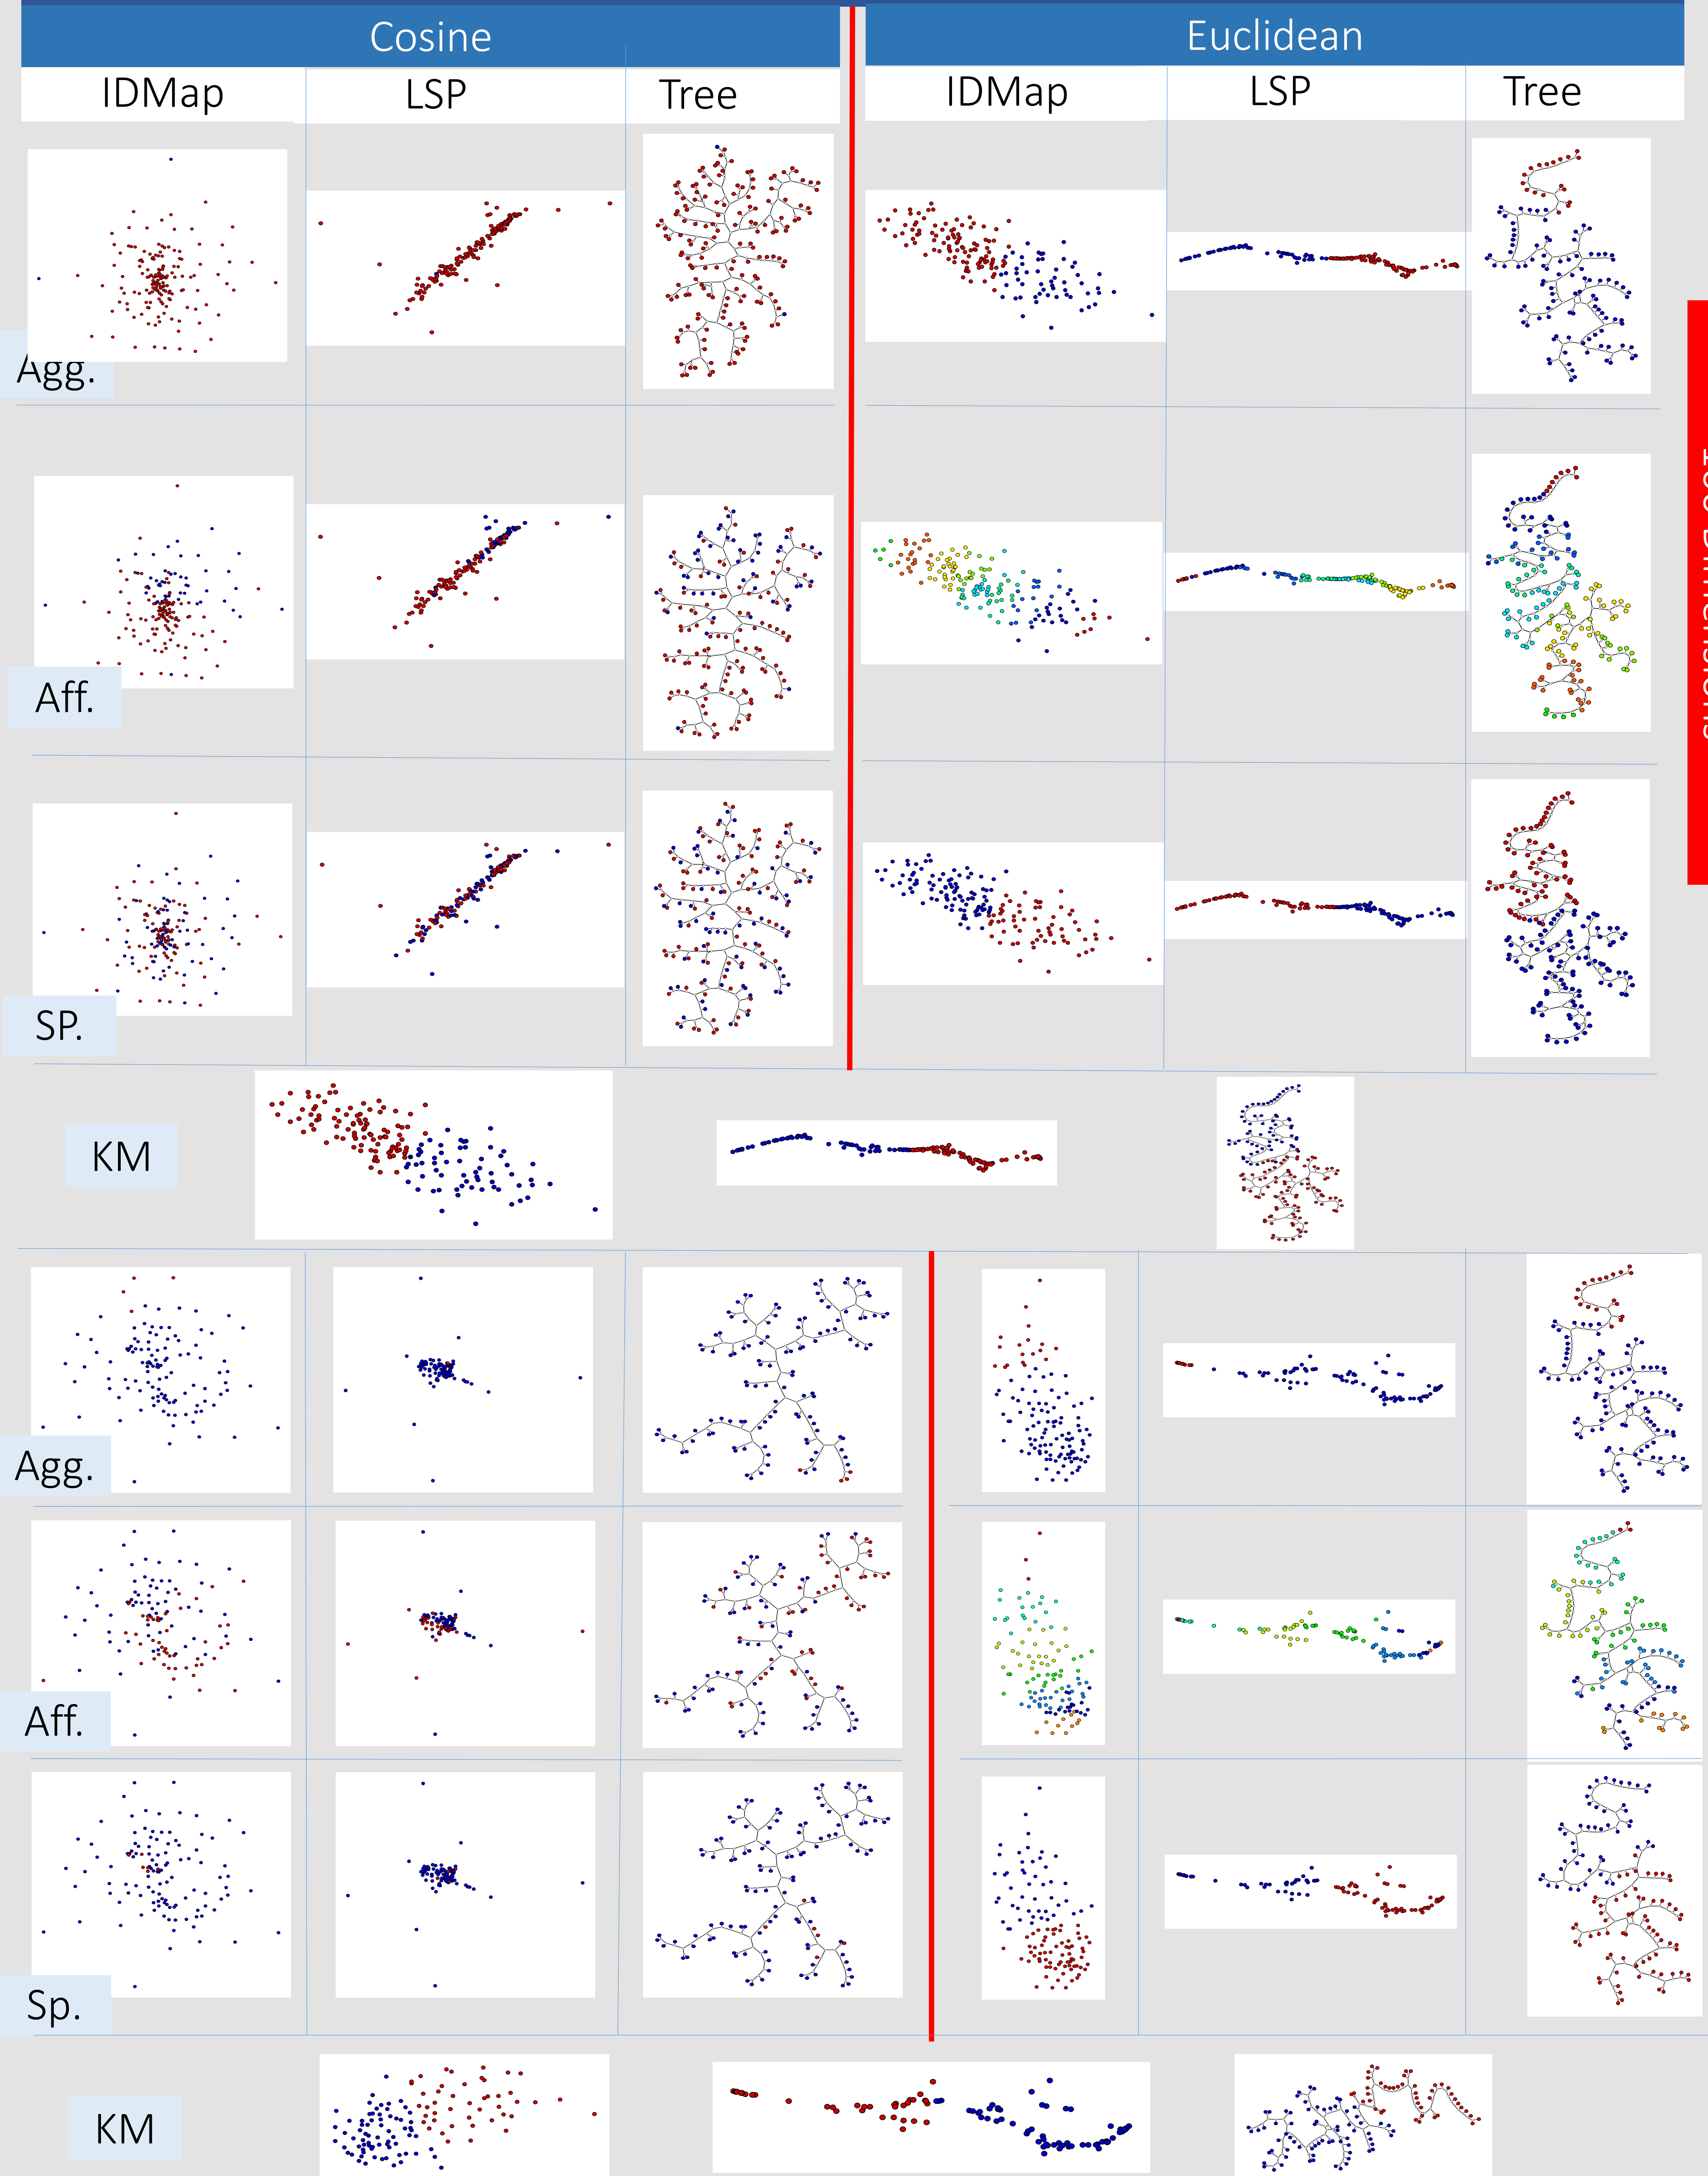 Cosine
Euclidean
IDMap
LSP
Tree
IDMap
LSP
Tree
Agg.
Aff.
SP.
KM
Agg.
Aff.
Sp.
KM